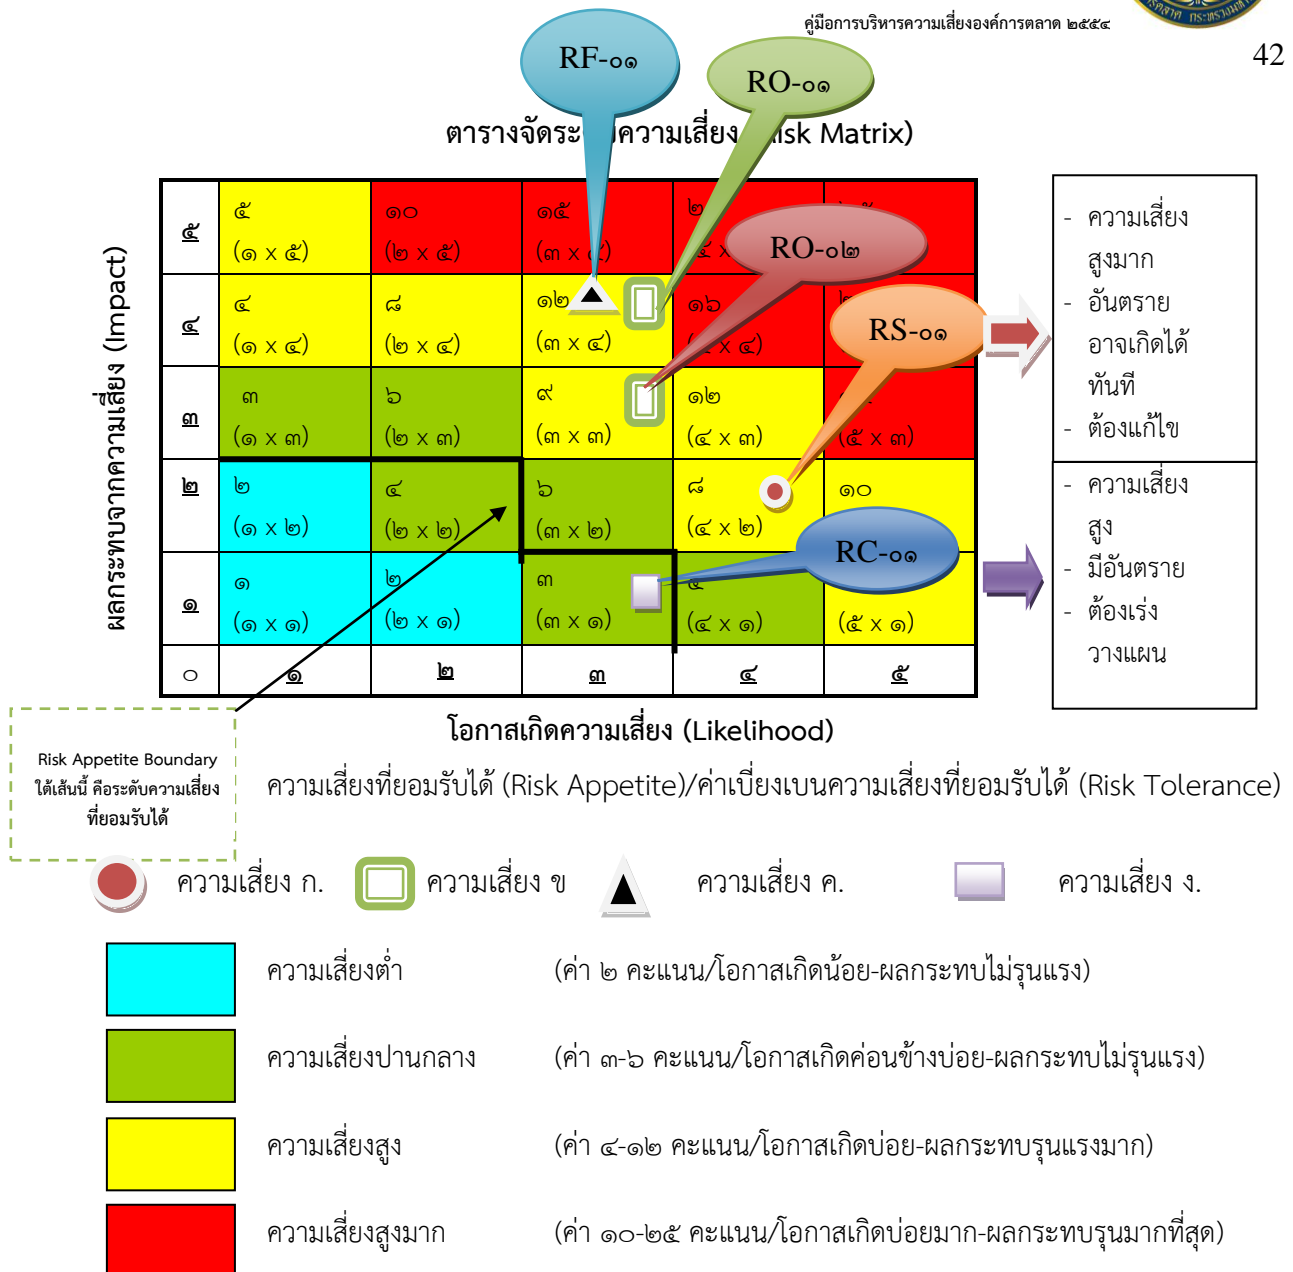 คู่มือการบริหารความเสี่ยงองค์การตลาด ๒๕๕๔
42
RF-๐๑
RO-๐๑
ตารางจัดระ ความเสี่ยง isk Matrix)
ผลกระทบจากความเสี่ยง (Impact)
๕
๕
(๑ x ๕)
๑๐
(๒ x ๕)
๑๕
(๓ x ๕)
RO-๐๒
๔
๔
(๑ x ๔)
๘
(๒ x ๔)
๑๒
(๓ x ๔)
๑๖
(๔ x ๔)
RS-๐๑
๓
๓
(๑ x ๓)
๖
(๒ x ๓)
๙
(๓ x ๓)
๑๒
(๔ x ๓)
(๕ x ๓)
๒
๒
(๑ x ๒)
๔
(๒ x ๒)
๖
(๓ x ๒)
๘
(๔ x ๒)
๑๐
RC-๐๑
๑
๑
(๑ x ๑)
๒
(๒ x ๑)
๓
(๓ x ๑)
๔
(๔ x ๑)
(๕ x ๑)
๐ ๑ ๒ ๓ ๔ ๕
- ความเสี่ยง
สูงมาก
- อันตราย
อาจเกิดได้
ทันที
- ต้องแก้ไข
- ความเสี่ยง
สูง
- มีอันตราย
- ต้องเร่ง
วางแผน
โอกาสเกิดความเสี่ยง (Likelihood)
Risk Appetite Boundary
ใต้เส้นนี้ คือระดับความเสี่ยง
ที่ยอมรับได้
ความเสี่ยงที่ยอมรับได้ (Risk Appetite)/ค่าเบี่ยงเบนความเสี่ยงที่ยอมรับได้ (Risk Tolerance)
ความเสี่ยง ก. ความเสี่ยง ข ความเสี่ยง ค. ความเสี่ยง ง.
ความเสี่ยงต่ำ (ค่า ๒ คะแนน/โอกาสเกิดน้อย-ผลกระทบไม่รุนแรง)
ความเสี่ยงปานกลาง (ค่า ๓-๖ คะแนน/โอกาสเกิดค่อนข้างบ่อย-ผลกระทบไม่รุนแรง)
ความเสี่ยงสูง (ค่า ๔-๑๒ คะแนน/โอกาสเกิดบ่อย-ผลกระทบรุนแรงมาก)
ความเสี่ยงสูงมาก (ค่า ๑๐-๒๕ คะแนน/โอกาสเกิดบ่อยมาก-ผลกระทบรุนมากที่สุด)